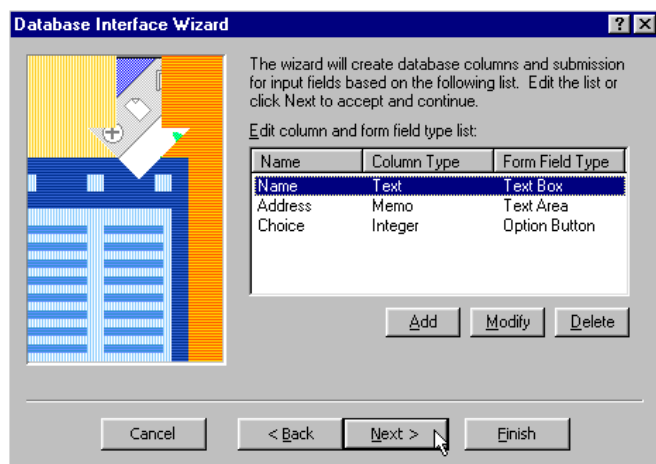 Database Interface Wizard
The wizard will create database columns and submission
for input fields based on the following list.  Edit the list or
click Next to accept and continue.
Edit column and form field type list:
Name Column Type Form Field Type
Name Text Text Box
Address Memo Text Area
Choice Integer Option Button
Add Modify Delete
Cancel < Back Next > Finish